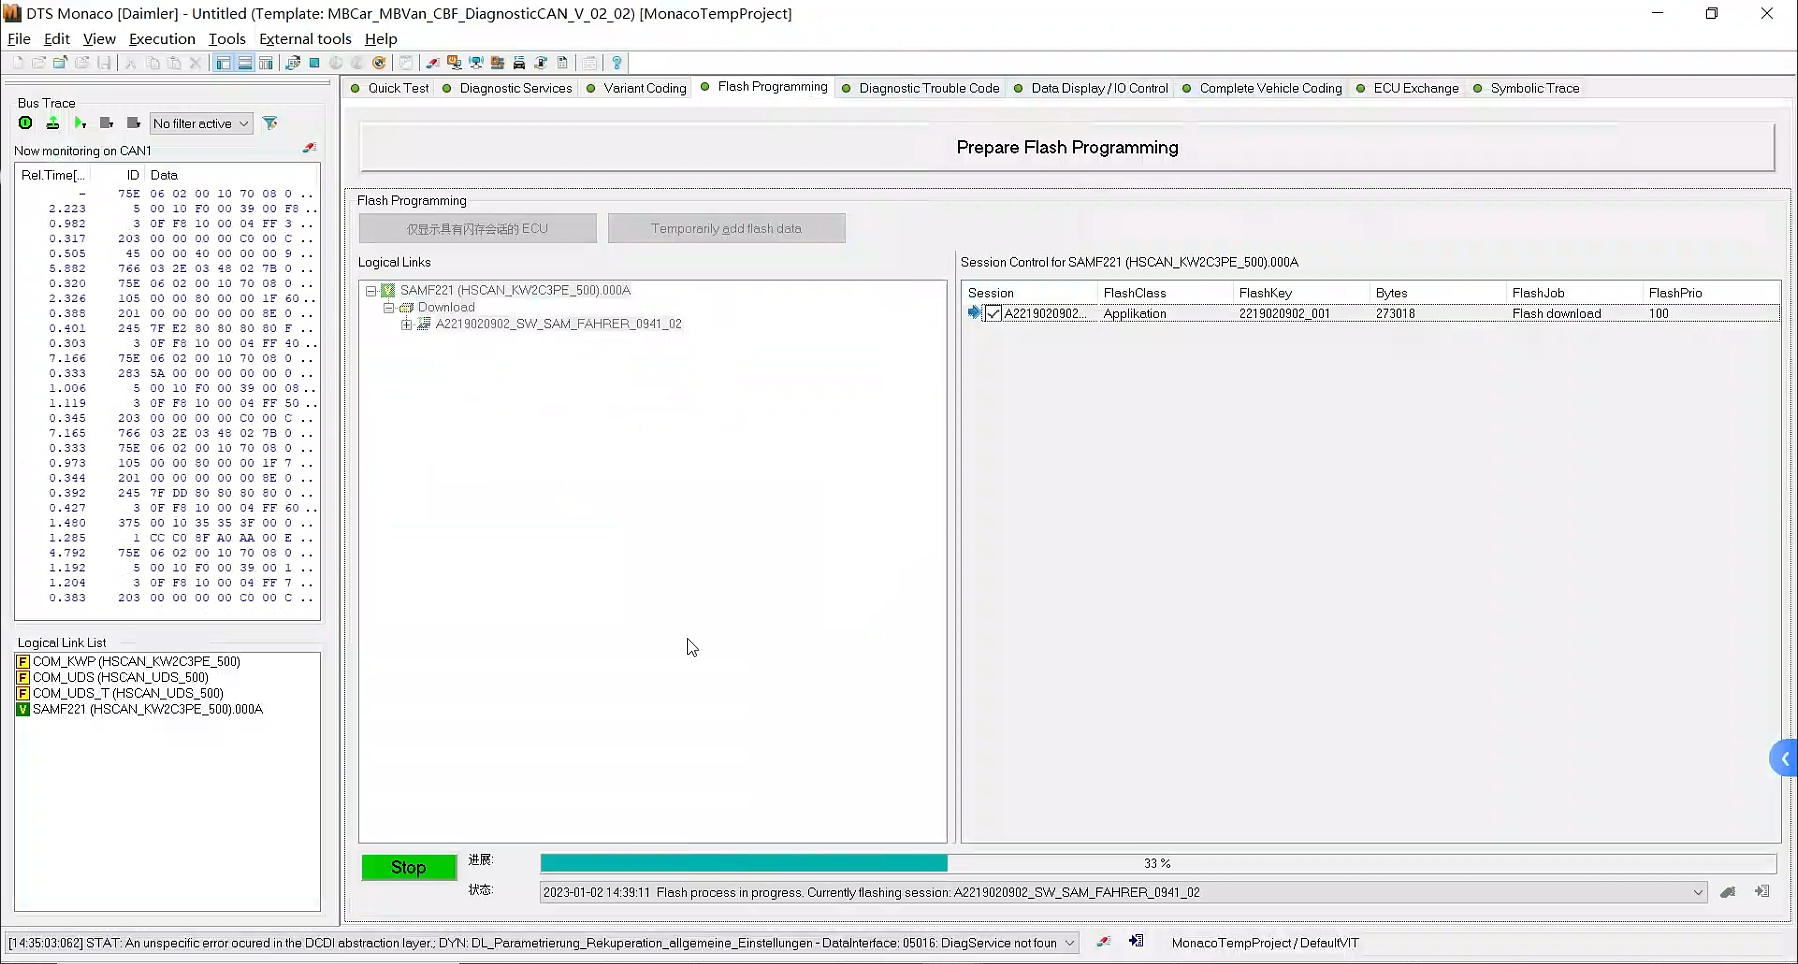 DTS Monaco [Daimler] - Untitled (Template: MBCar_MBVan_CBF_DiagnosticCAN_V_02_02) [MonacoTempProject]
File Edit View Execution Tools External tools Help
Quick Test Diagnostic Services Variant Coding Flash Programming Diagnostic Trouble Code Data Display / IO Control Complete Vehicle Coding ECU Exchange Symbolic Trace
Bus Trace
No filter active
Now monitoring on CAN1
Rel.Time[... ID Data
- 75E 06 02 00 10 70 08 0 ..
2.223 5 00 10 F0 00 39 00 F8 ..
0.982 3 0F F8 10 00 04 FF 3 ..
0.317 203 00 00 00 00 C0 00 C ..
0.505 45 00 00 40 00 00 00 9 ..
5.882 766 03 2E 03 48 02 7B 0 ..
0.320 75E 06 02 00 10 70 08 0 ..
2.326 105 00 00 80 00 00 1F 60 ..
0.388 201 00 00 00 00 00 8E 0 ..
0.401 245 7F E2 80 80 80 80 F ..
0.303 3 0F F8 10 00 04 FF 40 ..
7.166 75E 06 02 00 10 70 08 0 ..
0.333 283 5A 00 00 00 00 00 0 ..
1.006 5 00 10 F0 00 39 00 08 ..
1.119 3 0F F8 10 00 04 FF 50 ..
0.345 203 00 00 00 00 C0 00 C ..
7.165 766 03 2E 03 48 02 7B 0 ..
0.333 75E 06 02 00 10 70 08 0 ..
0.973 105 00 00 80 00 00 1F 7 ..
0.344 201 00 00 00 00 00 8E 0 ..
0.392 245 7F DD 80 80 80 80 0 ..
0.427 3 0F F8 10 00 04 FF 60 ..
1.480 375 00 10 35 35 3F 00 0 ..
1.285 1 CC C0 8F A0 AA 00 E ..
4.792 75E 06 02 00 10 70 08 0 ..
1.192 5 00 10 F0 00 39 00 1 ..
1.204 3 0F F8 10 00 04 FF 7 ..
0.383 203 00 00 00 00 C0 00 C ..
Logical Link List
COM_KWP (HSCAN_KW2C3PE_500)
COM_UDS (HSCAN_UDS_500)
COM_UDS_T (HSCAN_UDS_500)
SAMF221 (HSCAN_KW2C3PE_500).000A
Prepare Flash Programming
Flash Programming
仅显示具有闪存会话的 ECU Temporarily add flash data
Logical Links
SAMF221 (HSCAN_KW2C3PE_500).000A
Download
A2219020902_SW_SAM_FAHRER_0941_02
Session Control for SAMF221 (HSCAN_KW2C3PE_500).000A
Session FlashClass FlashKey Bytes FlashJob FlashPrio
A2219020902... Applikation 2219020902_001 273018 Flash download 100
Stop
进展:
33 %
状态:
2023-01-02 14:39:11 Flash process in progress. Currently flashing session: A2219020902_SW_SAM_FAHRER_0941_02
[14:35:03:062] STAT: An unspecific error ocured in the DCDI abstraction layer.; DYN: DL_Parametrierung_Rekuperation_allgemeine_Einstellungen - DataInterface: 05016: DiagService not foun
MonacoTempProject / DefaultVIT